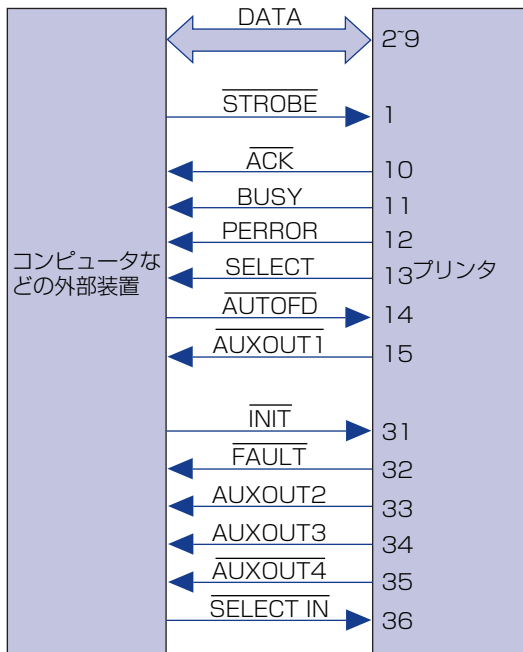 DATA 2~9
STROBE 1
ACK 10
BUSY 11
PERROR 12
コンピュータな
どの外部装置
SELECT 13プリンタ
AUTOFD 14
AUXOUT1 15
INIT 31
FAULT 32
AUXOUT2 33
AUXOUT3 34
AUXOUT4 35
SELECT IN 36